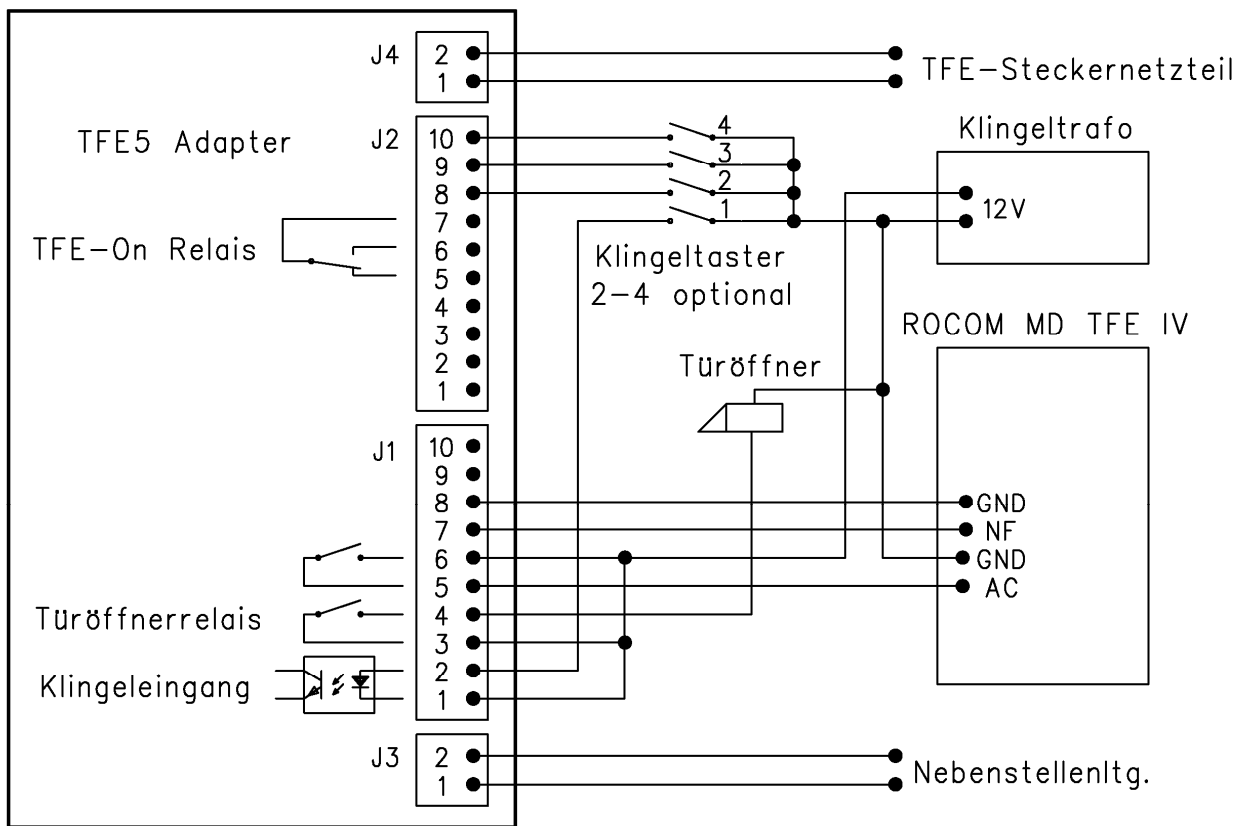 J4
2
1
TFE-Steckernetzteil
TFE5 Adapter
J2
10
9
8
7
6
5
4
3
2
1
4
3
2
1
Klingeltrafo
12V
TFE-On Relais
Klingeltaster
2-4 optional
ROCOM MD TFE IV
Türöffner
J1
10
9
8
7
6
5
4
3
2
1
GND
NF
GND
AC
Türöffnerrelais
Klingeleingang
J3
2
1
Nebenstellenltg.